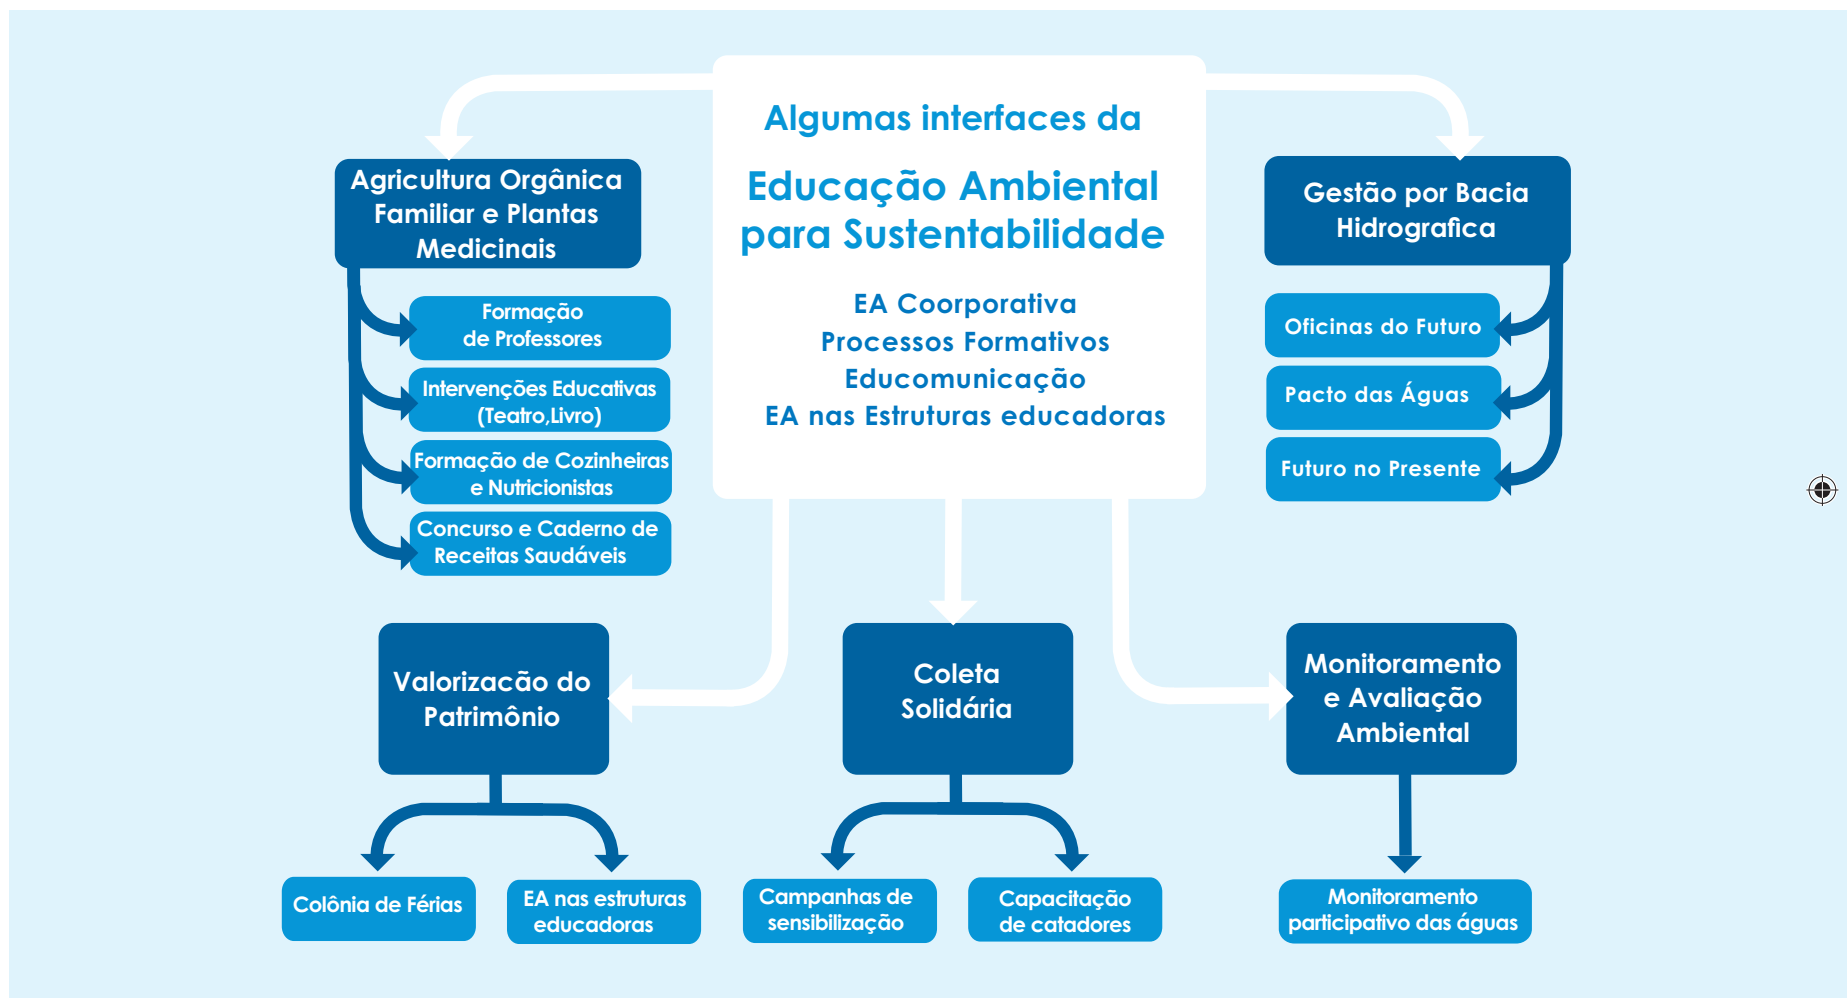 Algumas interfaces da
Educação Ambiental
para Sustentabilidade
EA Coorporativa
Processos Formativos
Educomunicação
EA nas Estruturas educadoras
Agricultura Orgânica
Familiar e Plantas
Medicinais
Formação
de Professores
Intervenções Educativas
(Teatro,Livro)
Formação de Cozinheiras
e Nutricionistas
Concurso e Caderno de
Receitas Saudáveis
Gestão por Bacia
Hidrografica
Oficinas do Futuro
Pacto das Águas
Futuro no Presente
Valorizacão do
Patrimônio
Colônia de Férias
EA nas estruturas
educadoras
Coleta
Solidária
Campanhas de
sensibilização
Capacitação
de catadores
Monitoramento
e Avaliação
Ambiental
Monitoramento
participativo das águas